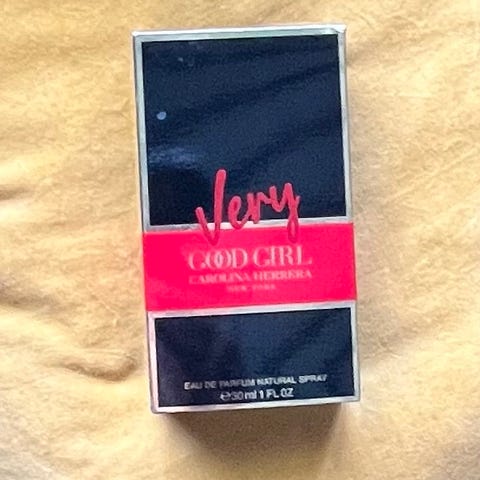 Very
GOOD GIRL
CAROLINA HERRERA
NEW YORK
EAU DE PARFUM NATURAL SPRAY
℮30 ml 1 FL OZ